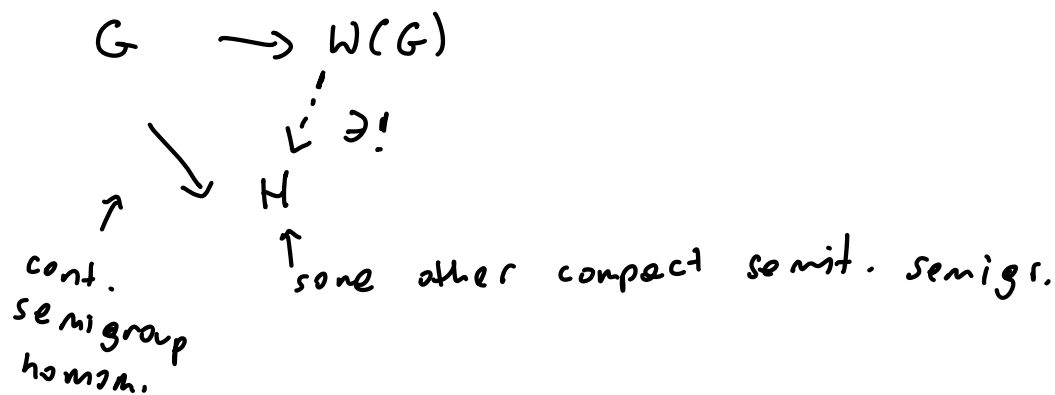 G → W(G)
∃!
H
cont.
semigroup
homom.
some other compact semit. semigr.